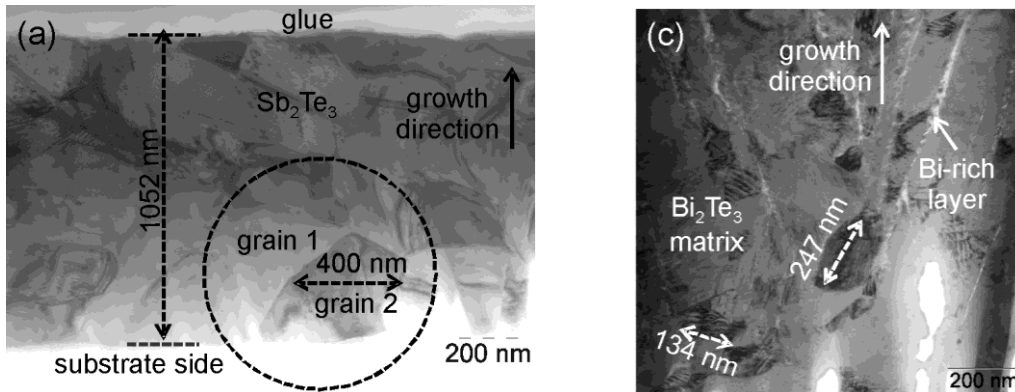 (a)
glue
Sb₂Te₃
growth
direction
1052 nm
grain 1
400 nm
grain 2
200 nm
substrate side
(c)
growth
direction
Bi-rich
layer
Bi₂Te₃
matrix
247 nm
134 nm
200 nm